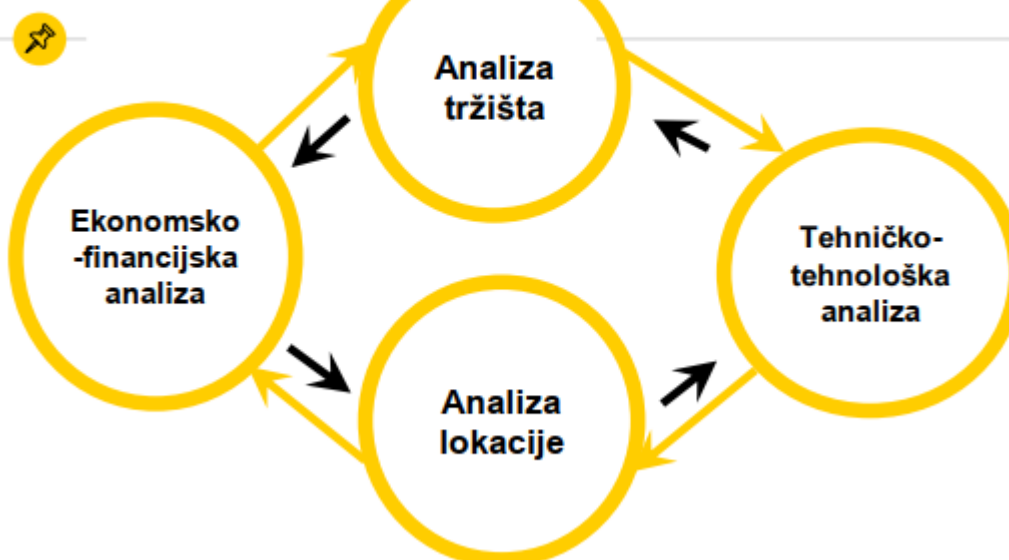 Analiza
tržišta
Ekonomsko
-financijska
analiza
Tehničko-
tehnološka
analiza
Analiza
lokacije